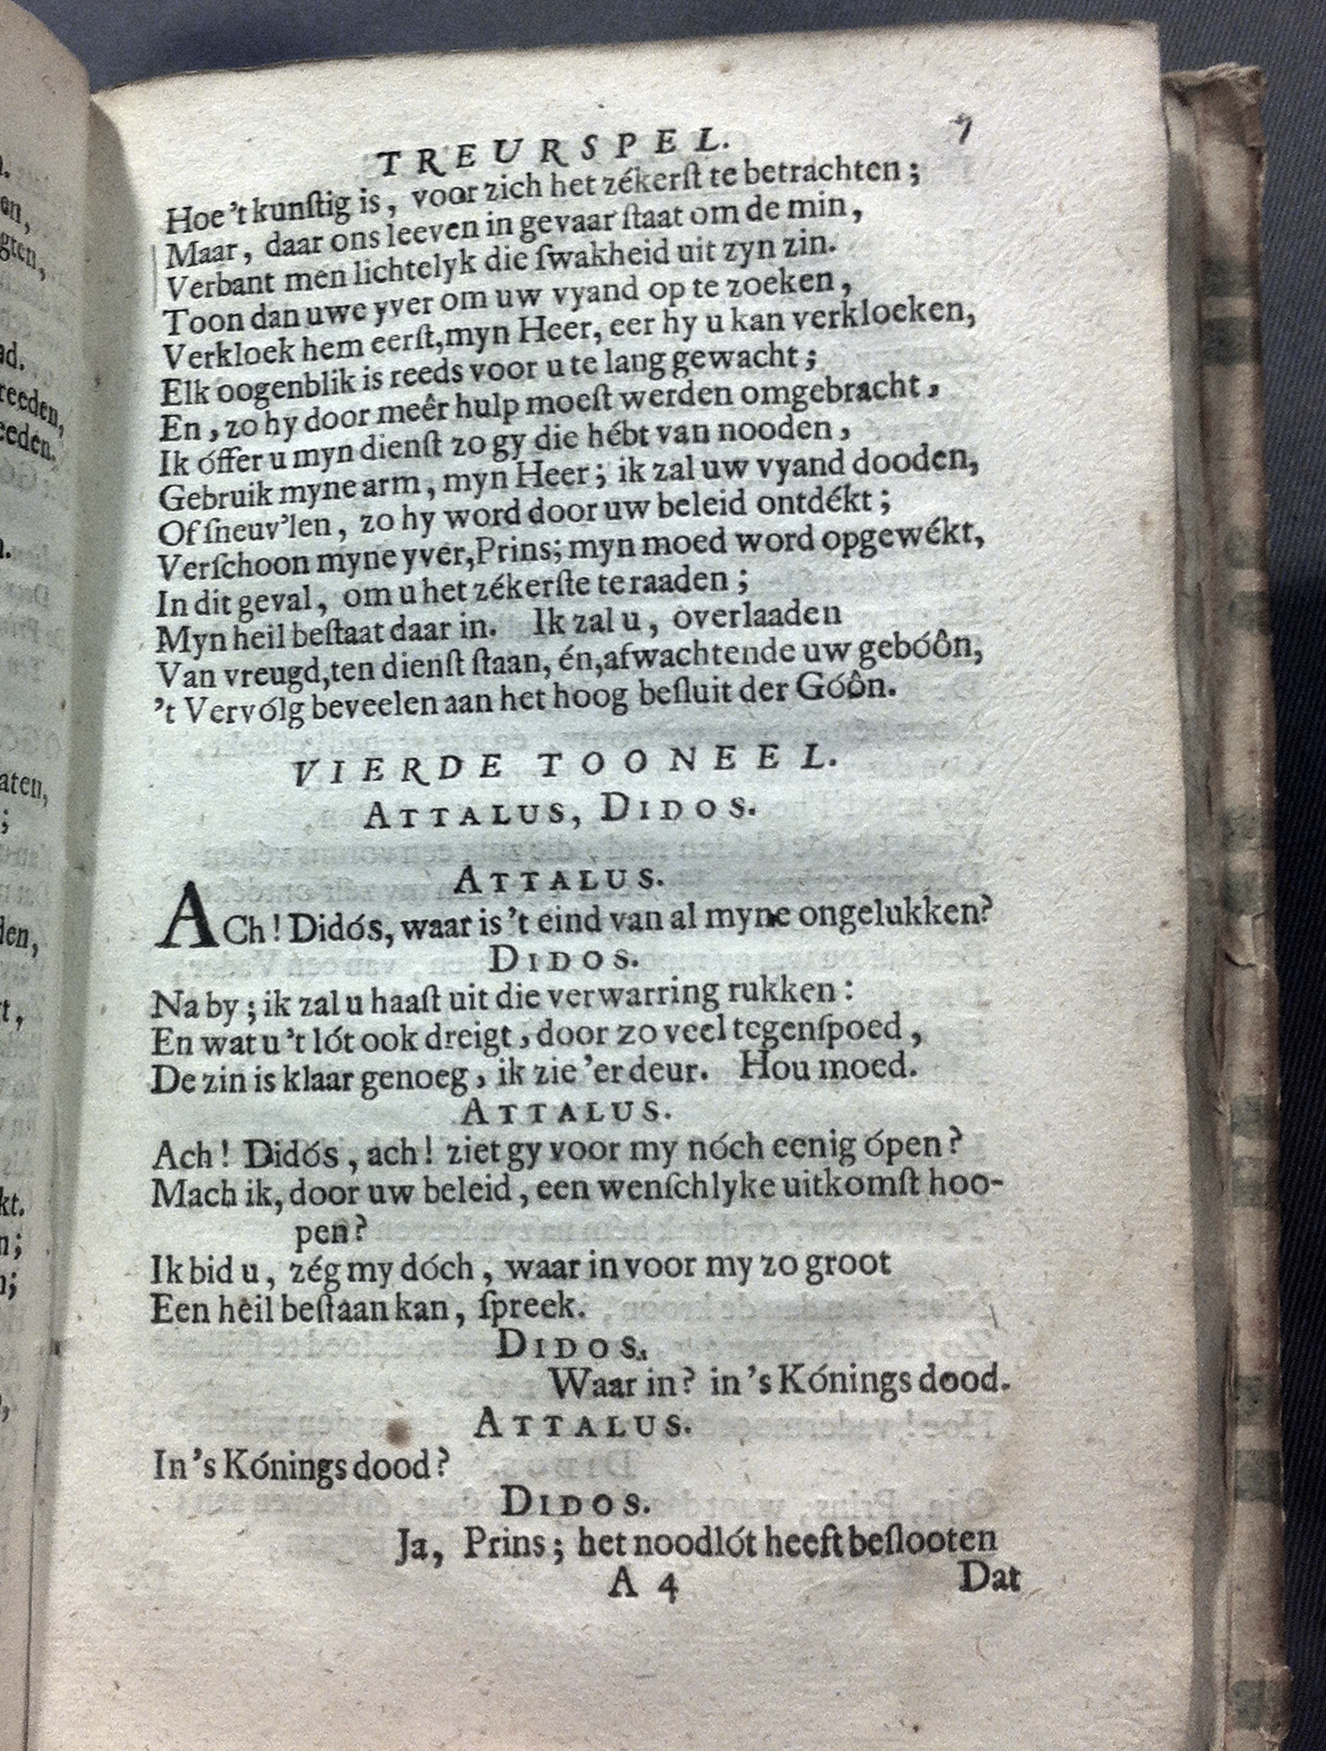 TREURSPEL. 7
Hoe 't kunſtig is, voor zich het zékerſt te betrachten;
Maar, daar ons leeven in gevaar ſtaat om de min,
Verbant men lichtelyk die ſwakheid uit zyn zin.
Toon dan uwe yver om uw vyand op te zoeken,
Verkloek hem eerſt, myn Heer, eer hy u kan verkloeken,
Elk oogenblik is reeds voor u te lang gewacht;
En, zo hy door meêr hulp moeſt werden omgebracht,
Ik óffer u myn dienſt zo gy die hébt van nooden,
Gebruik myne arm, myn Heer; ik zal uw vyand dooden,
Of ſneuv'len, zo hy word door uw beleid ontdékt;
Verſchoon myne yver, Prins; myn moed word opgewékt,
In dit geval, om u het zékerſte te raaden;
Myn heil beſtaat daar in. Ik zal u, overlaaden
Van vreugd, ten dienſt ſtaan, én, afwachtende uw gebóôn,
't Vervólg beveelen aan het hoog beſluit der Góôn.
VIERDE TOONEEL.
ATTALUS, DIDOS.
ATTALUS.
ACh! Didós, waar is 't eind van al myne ongelukken?
DIDOS.
Na by; ik zal u haaſt uit die verwarring rukken:
En wat u 't lót ook dreigt, door zo veel tegenſpoed,
De zin is klaar genoeg, ik zie 'er deur. Hou moed.
ATTALUS.
Ach! Didós, ach! ziet gy voor my nóch eenig ópen?
Mach ik, door uw beleid, een wenſchlyke uitkomſt hoo-
pen?
Ik bid u, zég my dóch, waar in voor my zo groot
Een heil beſtaan kan, ſpreek.
DIDOS.
Waar in? in 's Kónings dood.
ATTALUS.
In 's Kónings dood?
DIDOS.
Ja, Prins; het noodlót heeft beſlooten
A 4 Dat